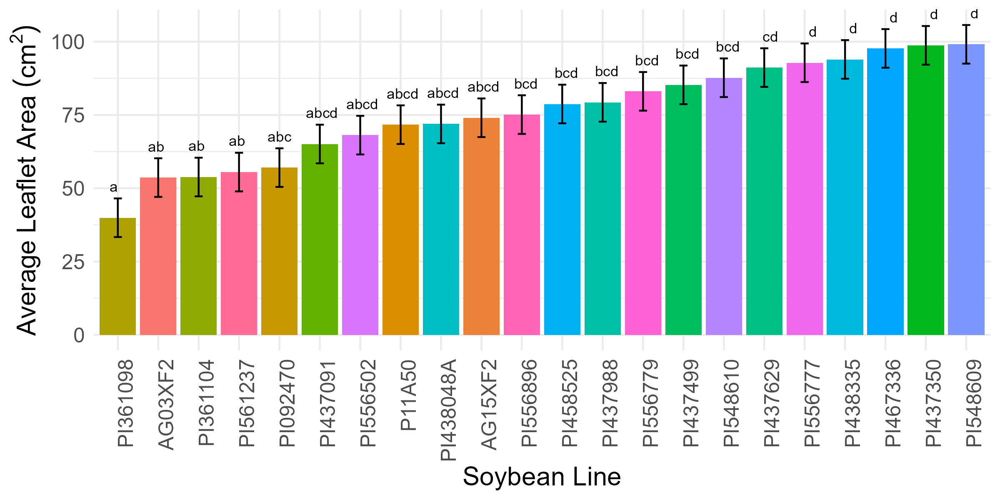 Average Leaflet Area (cm²)
100
75
50
25
0
a
ab
ab
ab
abc
abcd
abcd
abcd
abcd
abcd
bcd
bcd
bcd
bcd
bcd
bcd
cd
d
d
d
d
d
PI361098
AG03XF2
PI361104
PI561237
PI092470
PI437091
PI556502
P11A50
PI438048A
AG15XF2
PI556896
PI458525
PI437988
PI556779
PI437499
PI548610
PI437629
PI556777
PI438335
PI467336
PI437350
PI548609
Soybean Line